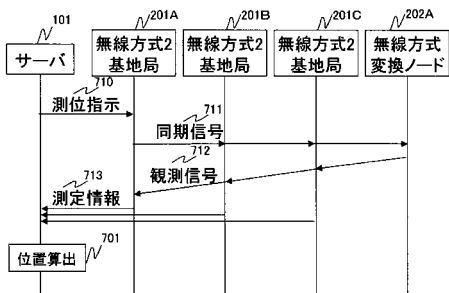 101
201A
201B
201C
202A
サーバ
無線方式2
基地局
無線方式2
基地局
無線方式2
基地局
無線方式
変換ノード
710
測位指示
711
同期信号
712
観測信号
713
測定情報
位置算出
701